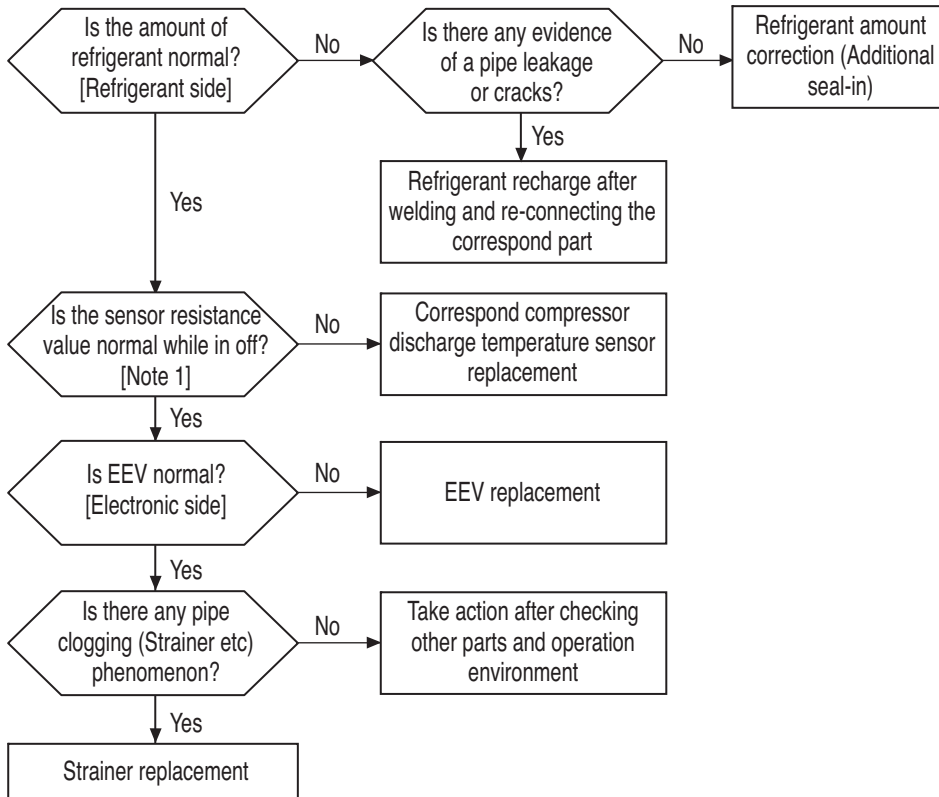 Is the amount of
refrigerant normal?
[Refrigerant side]
No
Is there any evidence
of a pipe leakage
or cracks?
No
Refrigerant amount
correction (Additional
seal-in)
Yes
Refrigerant recharge after
welding and re-connecting the
correspond part
Yes
Is the sensor resistance
value normal while in off?
[Note 1]
No
Correspond compressor
discharge temperature sensor
replacement
Yes
Is EEV normal?
[Electronic side]
No
EEV replacement
Yes
Is there any pipe
clogging (Strainer etc)
phenomenon?
No
Take action after checking
other parts and operation
environment
Yes
Strainer replacement